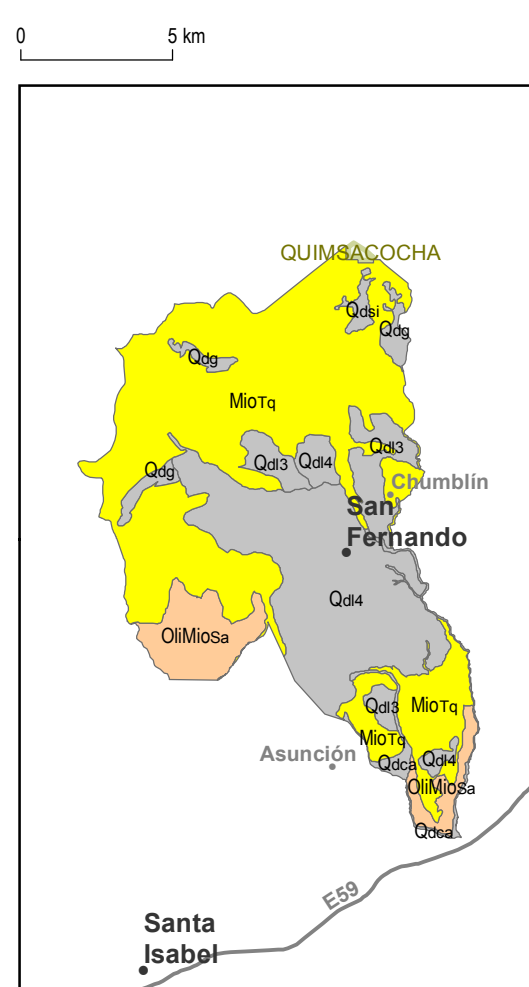 0 5 km
QUIMSACOCHA
Qdsi
Qdg
Qdg
MioTq
Qdl3
Qdl3
Qdl4
Qdg
Chumblín
San
Fernando
Qdl4
OliMioSa
Qdl3
MioTq
MioTq
Asunción
Qdca
Qdl4
OliMioSa
Qdca
E59
Santa
Isabel